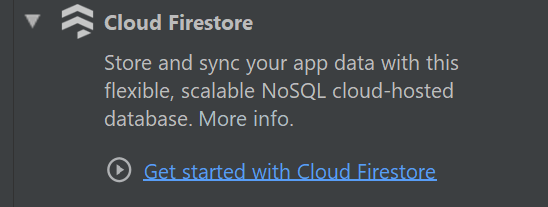 Cloud Firestore
Store and sync your app data with this
flexible, scalable NoSQL cloud-hosted
database. More info.
Get started with Cloud Firestore